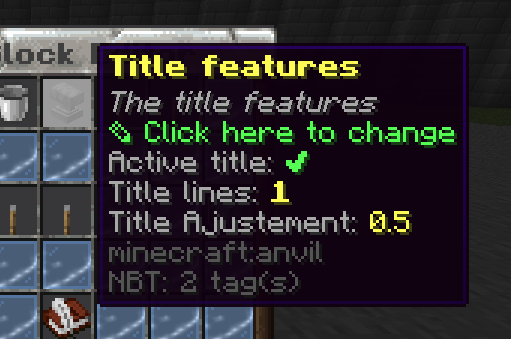 lock
Title features
The title features
✎ Click here to change
Active title: ✔
Title lines: 1
Title Ajustement: 0.5
minecraft:anvil
NBT: 2 tag(s)